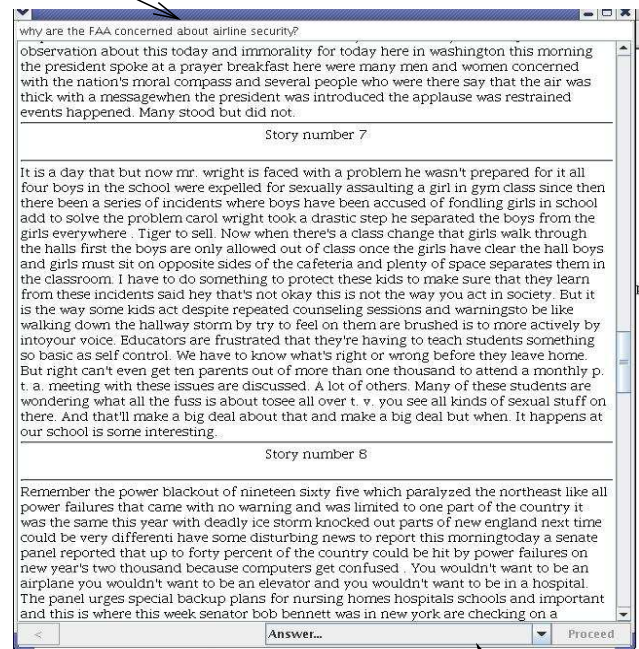 why are the FAA concerned about airline security?
observation about this today and immorality for today here in washington this morning
the president spoke at a prayer breakfast here were many men and women concerned
with the nation's moral compass and several people who were there say that the air was
thick with a messagewhen the president was introduced the applause was restrained
events happened. Many stood but did not.
Story number 7
It is a day that but now mr. wright is faced with a problem he wasn't prepared for it all
four boys in the school were expelled for sexually assaulting a girl in gym class since then
there been a series of incidents where boys have been accused of fondling girls in school
add to solve the problem carol wright took a drastic step he separated the boys from the
girls everywhere . Tiger to sell. Now when there's a class change that girls walk through
the halls first the boys are only allowed out of class once the girls have clear the hall boys
and girls must sit on opposite sides of the cafeteria and plenty of space separates them in
the classroom. I have to do something to protect these kids to make sure that they learn
from these incidents said hey that's not okay this is not the way you act in society. But it
is the way some kids act despite repeated counseling sessions and warningsto be like
walking down the hallway storm by try to feel on them are brushed is to more actively by
intoyour voice. Educators are frustrated that they're having to teach students something
so basic as self control. We have to know what's right or wrong before they leave home.
But right can't even get ten parents out of more than one thousand to attend a monthly p.
t. a. meeting with these issues are discussed. A lot of others. Many of these students are
wondering what all the fuss is about tosee all over t. v. you see all kinds of sexual stuff on
there. And that'll make a big deal about that and make a big deal but when. It happens at
our school is some interesting.
Story number 8
Remember the power blackout of nineteen sixty five which paralyzed the northeast like all
power failures that came with no warning and was limited to one part of the country it
was the same this year with deadly ice storm knocked out parts of new england next time
could be very differenti have some disturbing news to report this morningtoday a senate
panel reported that up to forty percent of the country could be hit by power failures on
new year's two thousand because computers get confused . You wouldn't want to be an
airplane you wouldn't want to be an elevator and you wouldn't want to be in a hospital.
The panel urges special backup plans for nursing homes hospitals schools and important
and this is where this week senator bob bennett was in new york are checking on a
< Answer... Proceed